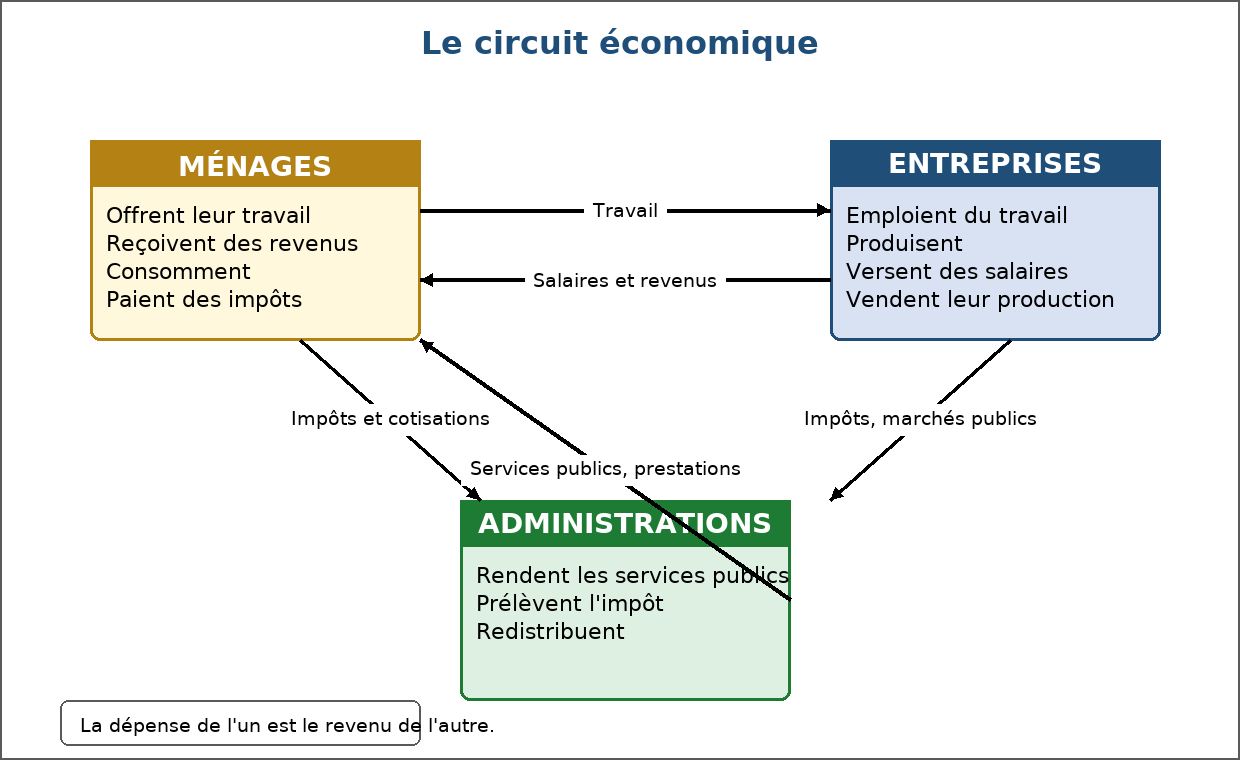 Le circuit économique
MÉNAGES
Offrent leur travail
Reçoivent des revenus
Consomment
Paient des impôts
Travail
Salaires et revenus
ENTREPRISES
Emploient du travail
Produisent
Versent des salaires
Vendent leur production
Impôts et cotisations
Impôts, marchés publics
Services publics, prestations
ADMINISTRATIONS
Rendent les services publics
Prélèvent l'impôt
Redistribuent
La dépense de l'un est le revenu de l'autre.